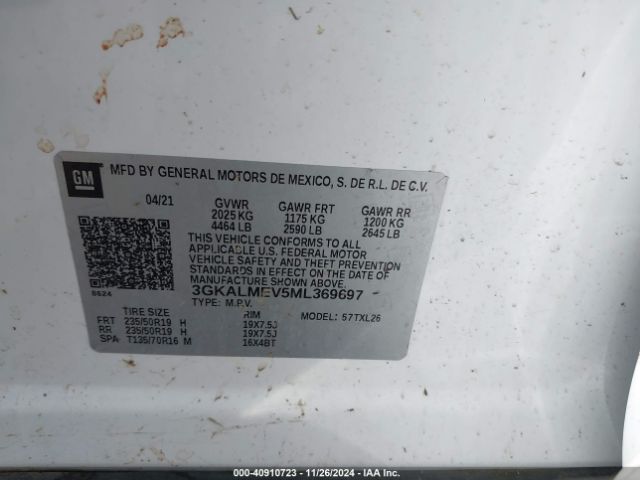 GM
MFD BY GENERAL MOTORS DE MEXICO, S. DE R.L. DE C.V.
04/21 GVWR GAWR FRT GAWR RR
2025 KG 1175 KG 1200 KG
4464 LB 2590 LB 2645 LB
THIS VEHICLE CONFORMS TO ALL
APPLICABLE U.S. FEDERAL MOTOR
VEHICLE SAFETY AND THEFT PREVENTION
STANDARDS IN EFFECT ON THE DATE OF
MANUFACTURE SHOWN ABOVE.
8624 3GKALMEV5ML369697
TYPE: M.P.V. MODEL: 57TXL26
TIRE SIZE RIM
FRT 235/50R19 H 19X7.5J
RR 235/50R19 H 19X7.5J
SPA T135/70R16 M 16X4BT
000-40910723 - 11/26/2024 - IAA Inc.